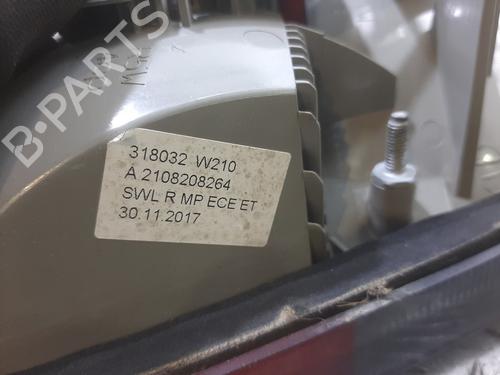 B-PARTS
318032 W210
A 2108208264
SWL R MP ECE ET
30.11.2017